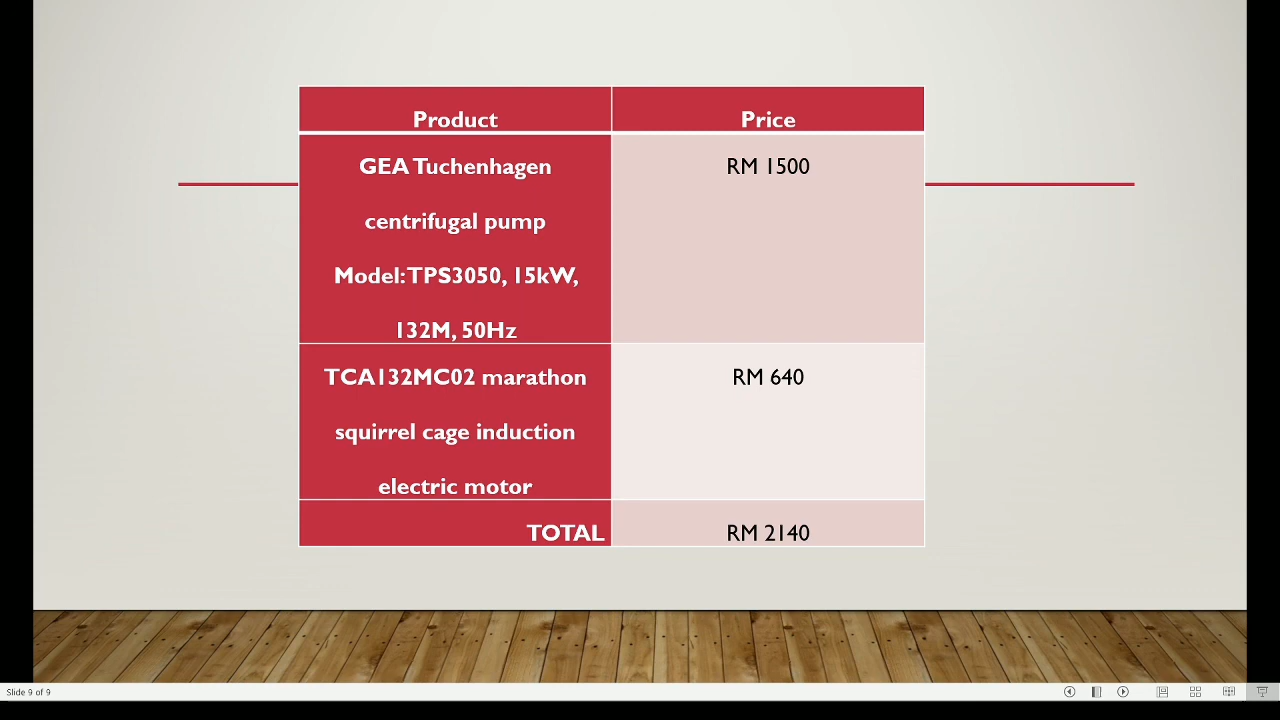 Product
Price
GEA Tuchenhagen
centrifugal pump
Model: TPS3050, 15kW,
132M, 50Hz
RM 1500
TCA132MC02 marathon
squirrel cage induction
electric motor
RM 640
TOTAL
RM 2140
Slide 9 of 9